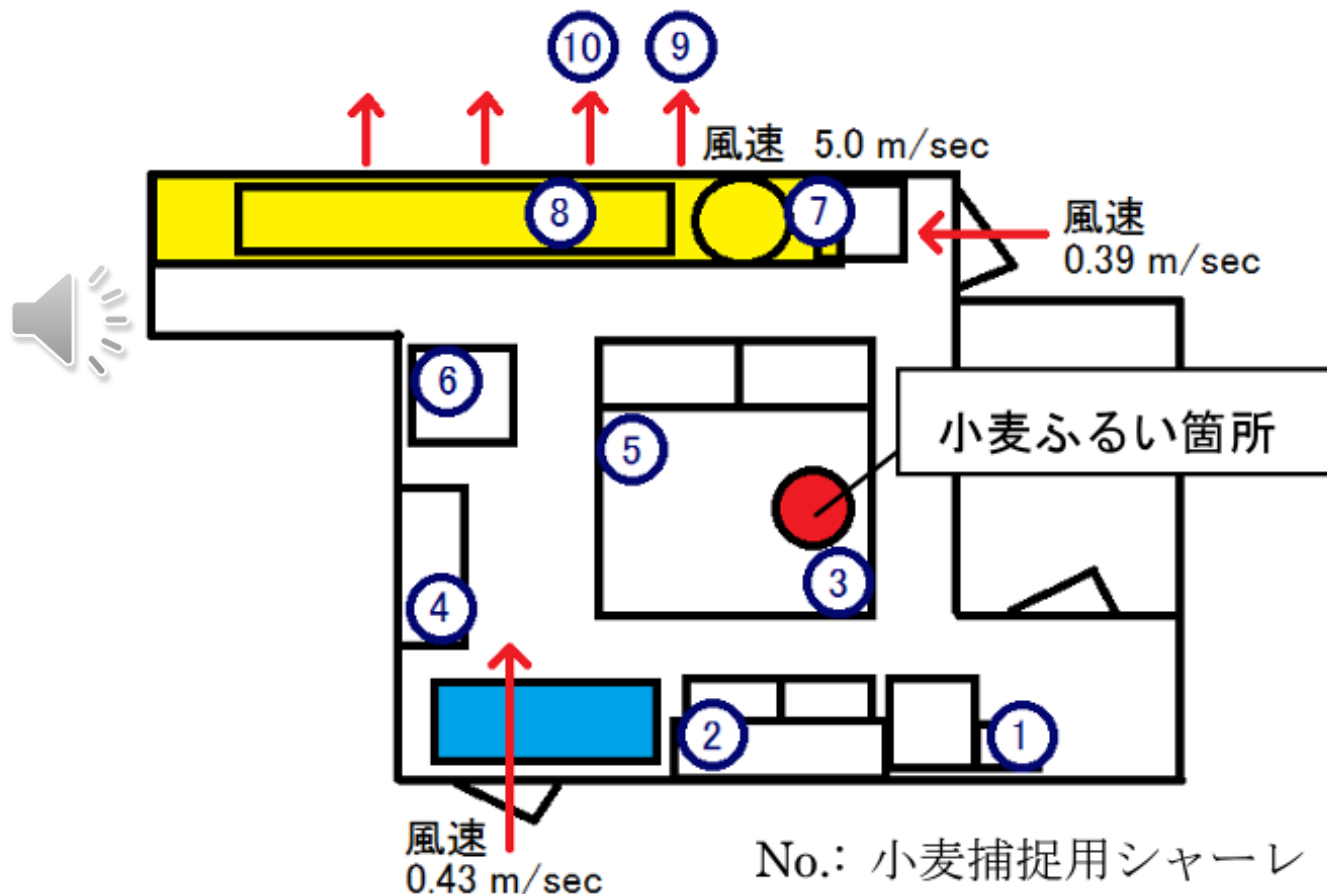 ⑩ ⑨
風速 5.0 m/sec
⑧ ⑦
風速
0.39 m/sec
⑥
⑤
小麦ふるい箇所
④ ③
② ①
風速
0.43 m/sec
No.: 小麦捕捉用シャーレ